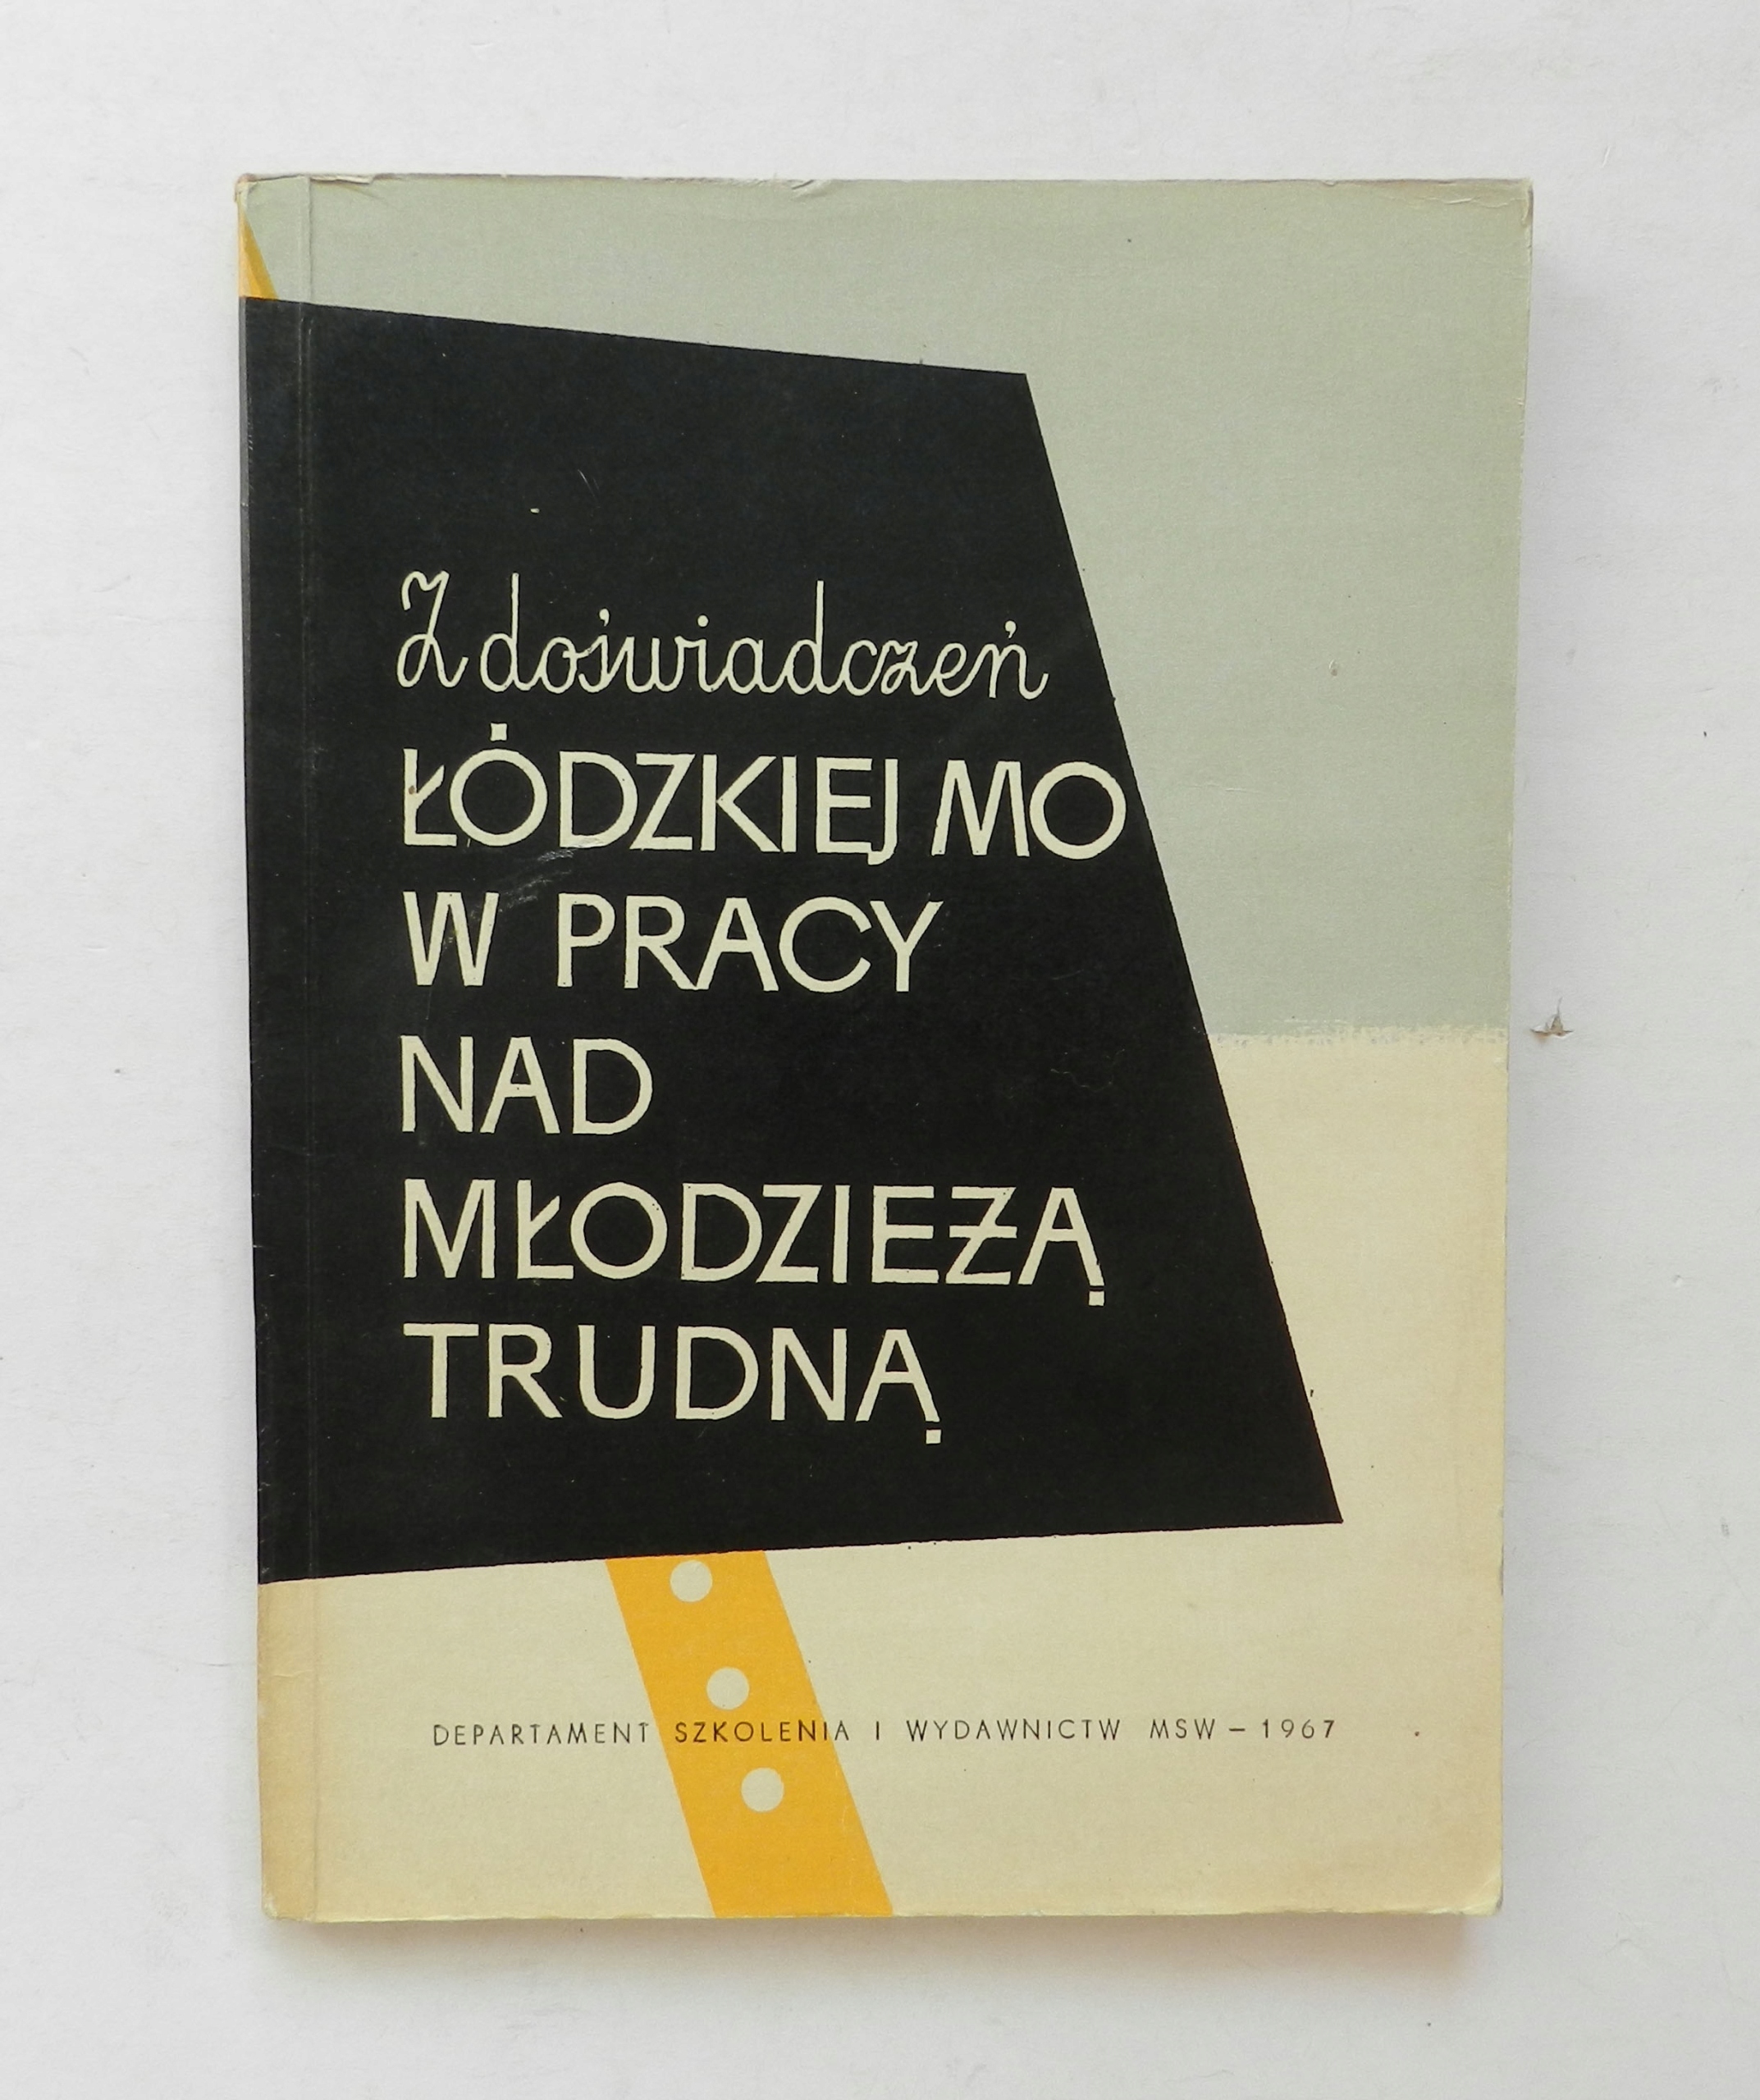 Z doświadczeń
ŁÓDZKIEJ MO
W PRACY
NAD
MŁODZIEŻĄ
TRUDNĄ
DEPARTAMENT SZKOLENIA I WYDAWNICTW MSW – 1967